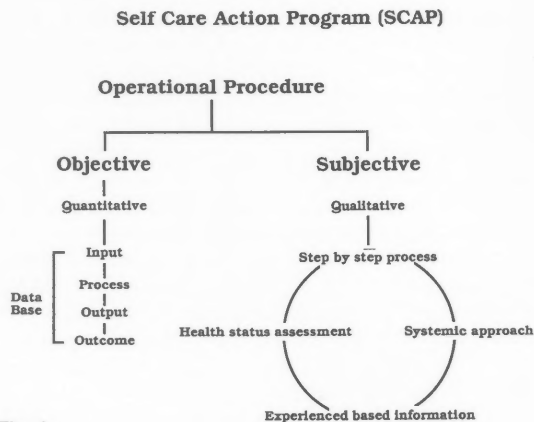 Self Care Action Program (SCAP)
Operational Procedure
Objective
Subjective
Quantitative
Qualitative
Input
Step by step process
Process
Data
Base
Output
Health status assessment
Systemic approach
Outcome
Experienced based information